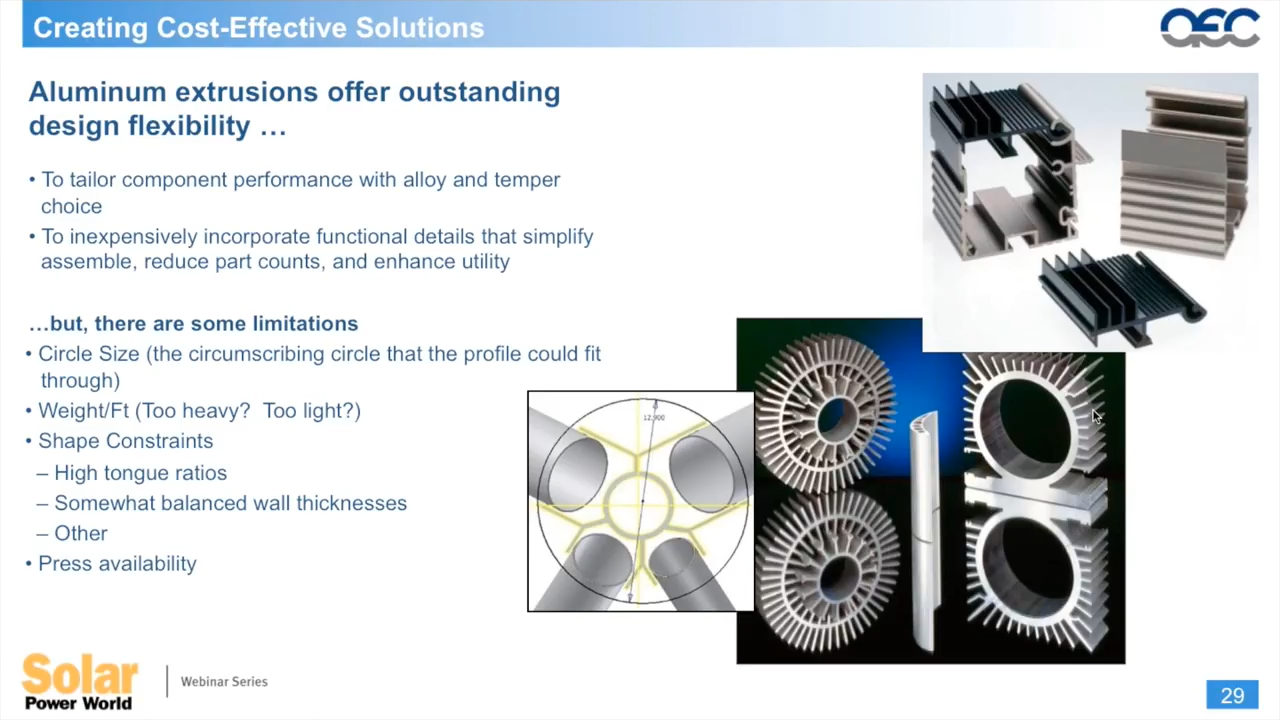 Creating Cost-Effective Solutions
AEC
Aluminum extrusions offer outstanding
design flexibility …
• To tailor component performance with alloy and temper
choice
• To inexpensively incorporate functional details that simplify
assemble, reduce part counts, and enhance utility
…but, there are some limitations
• Circle Size (the circumscribing circle that the profile could fit
through)
• Weight/Ft (Too heavy?  Too light?)
• Shape Constraints
– High tongue ratios
– Somewhat balanced wall thicknesses
– Other
• Press availability
12.900
Solar
Power World
Webinar Series
29